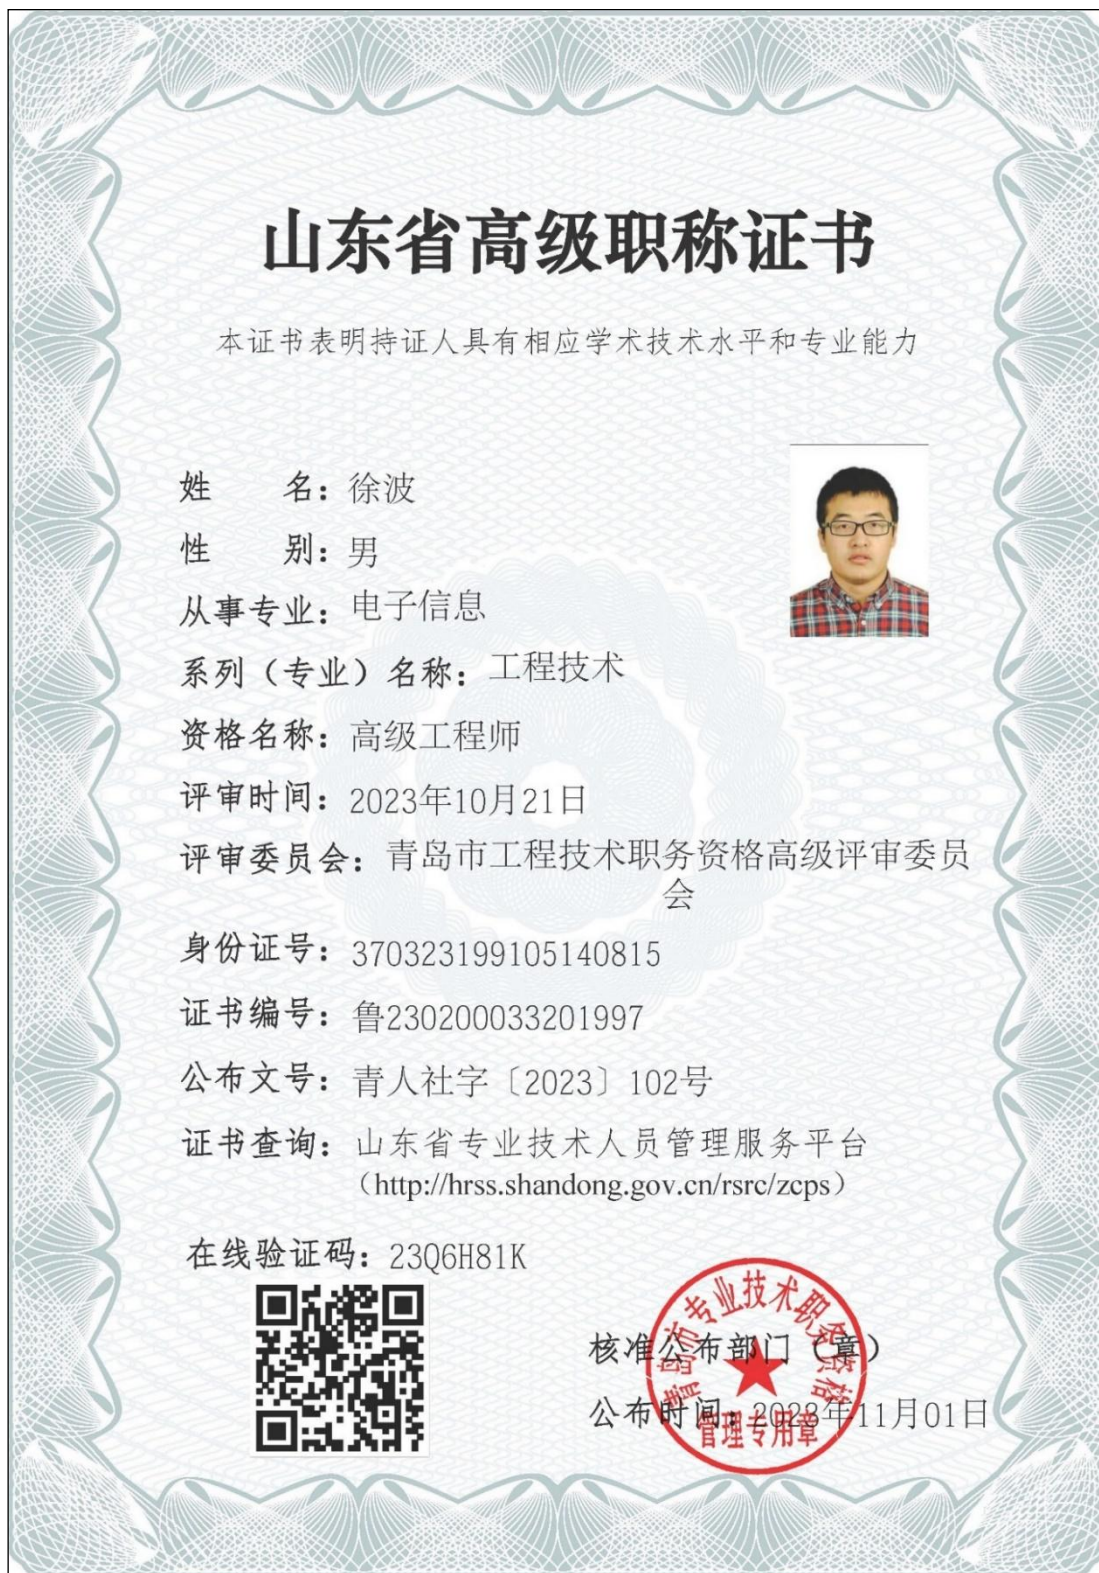 山东省高级职称证书
本证书表明持证人具有相应学术技术水平和专业能力
姓名：徐波
性别：男
从事专业：电子信息
系列（专业）名称：工程技术
资格名称：高级工程师
评审时间：2023年10月21日
评审委员会：青岛市工程技术职务资格高级评审委员
会
身份证号：370323199105140815
证书编号：鲁230200033201997
公布文号：青人社字〔2023〕102号
证书查询：山东省专业技术人员管理服务平台
（http://hrss.shandong.gov.cn/rsrc/zcps）
在线验证码：23Q6H81K
核准公布部门（章）
公布时间：2023年11月01日
青岛市专业技术职务资格
管理专用章